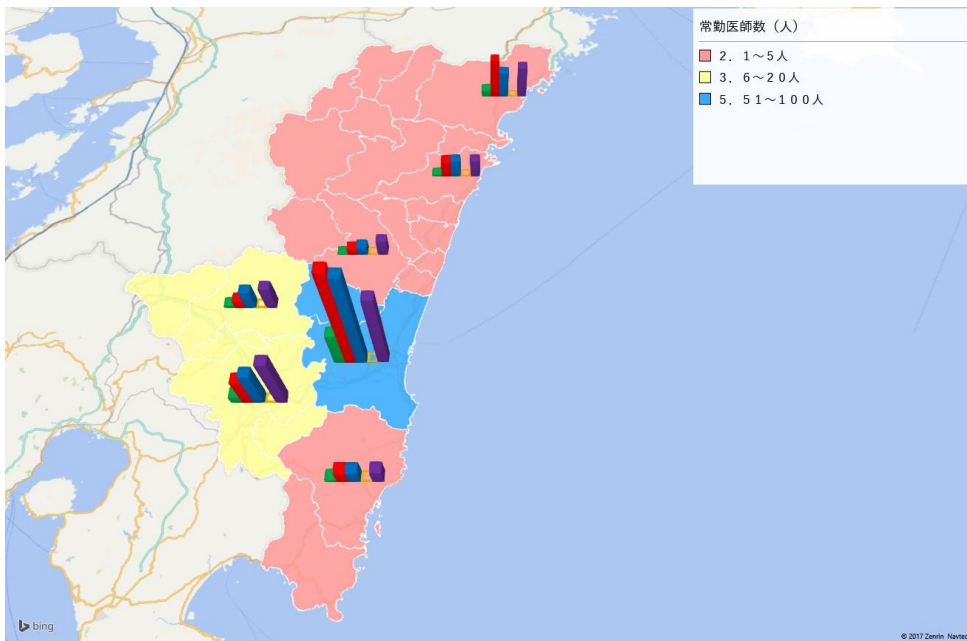 常勤医師数（人）
２．１～５人
３．６～２０人
５．５１～１００人
bing
© 2017 Zenrin Navteq